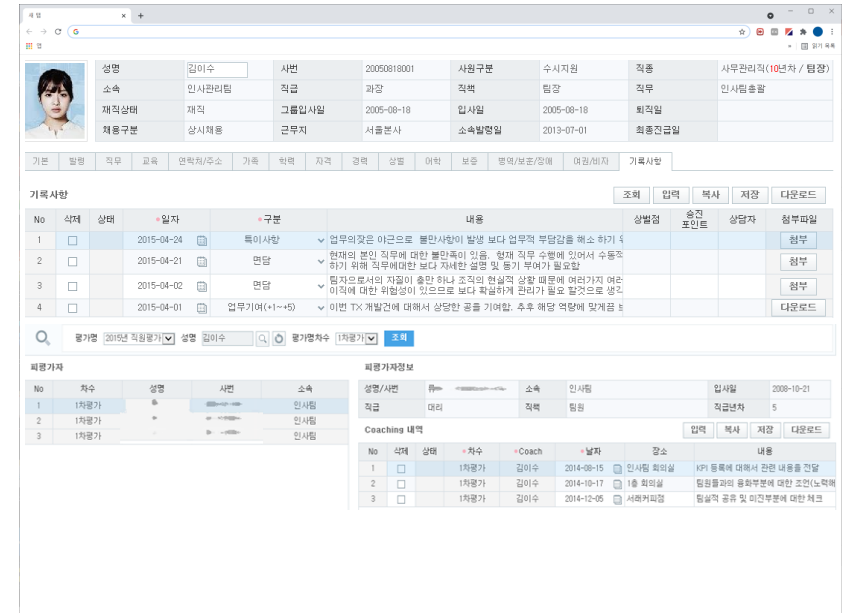 새 탭
앱
읽기 목록
성명 김이수 사번 20050818001 사원구분 수시지원 직종 사무관리직(10년차 / 팀장)
소속 인사관리팀 직급 과장 직책 팀장 직무 인사팀총괄
재직상태 재직 그룹입사일 2005-08-18 입사일 2005-08-18 퇴직일
채용구분 상시채용 근무지 서울본사 소속발령일 2013-07-01 최종진급일
기본 발령 직무 교육 연락처/주소 가족 학력 자격 경력 상벌 어학 보증 병역/보훈/장애 여권/비자 기록사항
기록사항 조회 입력 복사 저장 다운로드
No 삭제 상태 *일자 *구분 내용 상벌점 승진포인트 상담자 첨부파일
1 2015-04-24 특이사항 업무의잦은 야근으로 불만사항이 발생 보다 업무적 부담감을 해소 하기 첨부
2 2015-04-21 면담 현재의 본인 직무에 대한 불만족이 있음. 현재 직무 수행에 있어서 수동적
하기 위해 직무에대한 보다 자세한 설명 및 동기 부여가 필요함 첨부
3 2015-04-02 면담 팀자으로서의 자질이 충만 하나 조직의 현실적 상황 때문에 여러가지 여러
이직에 대한 위험성이 있으므로 보다 확실하게 관리가 필요 할것으로 생각 첨부
4 2015-04-01 업무기여(+1~+5) 이번 TX 개발건에 대해서 상당한 공을 기여함. 추후 해당 역량에 맞게끔 다운로드
평가명 2015년 직원평가 성명 김이수 평가명차수 1차평가 조회
피평가자
No 차수 성명 사번 소속
1 1차평가 인사팀
2 1차평가 인사팀
3 1차평가 인사팀
피평가자정보
성명/사번 소속 인사팀 입사일 2008-10-21
직급 대리 직책 팀원 직급년차 5
Coaching 내역 입력 복사 저장 다운로드
No 삭제 상태 *차수 *Coach *날자 장소 내용
1 1차평가 김이수 2014-08-15 인사팀 회의실 KPI 등록에 대해서 관련 내용을 전달
2 1차평가 김이수 2014-10-17 1층 회의실 팀원들과의 융화부분에 대한 조언(노력해
3 1차평가 김이수 2014-12-05 서래커피점 팀실적 공유 및 미진부분에 대한 체크